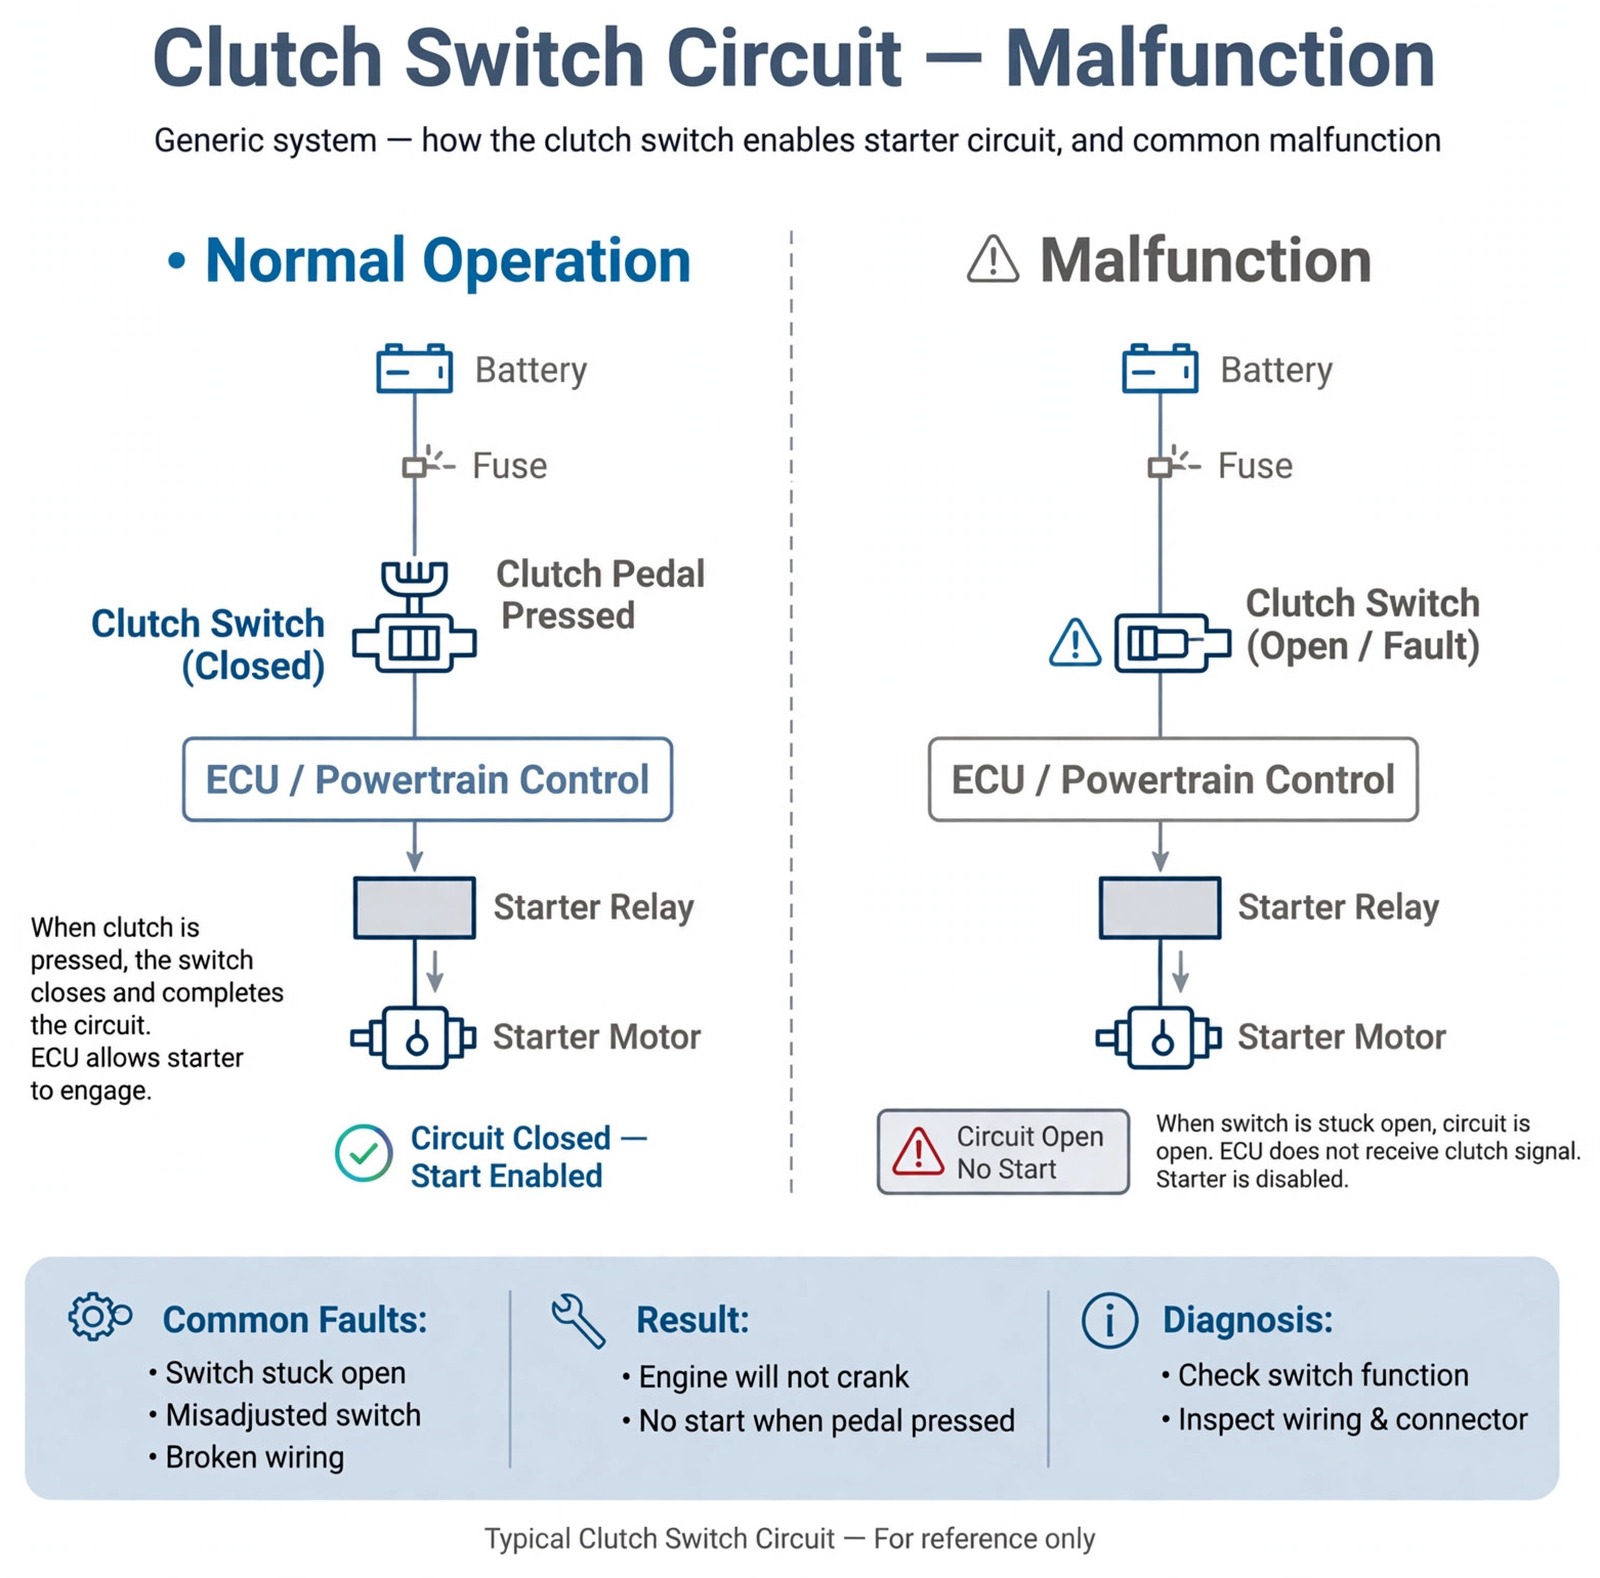 Clutch Switch Circuit — Malfunction
Generic system — how the clutch switch enables starter circuit, and common malfunction
• Normal Operation
Battery
Fuse
Clutch Pedal
Pressed
Clutch Switch
(Closed)
ECU / Powertrain Control
Starter Relay
When clutch is
pressed, the switch
closes and completes
the circuit.
ECU allows starter
to engage.
Starter Motor
Circuit Closed —
Start Enabled
Malfunction
Battery
Fuse
Clutch Switch
(Open / Fault)
ECU / Powertrain Control
Starter Relay
Starter Motor
Circuit Open
No Start
When switch is stuck open, circuit is
open. ECU does not receive clutch signal.
Starter is disabled.
Common Faults:
• Switch stuck open
• Misadjusted switch
• Broken wiring
Result:
• Engine will not crank
• No start when pedal pressed
Diagnosis:
• Check switch function
• Inspect wiring & connector
Typical Clutch Switch Circuit — For reference only